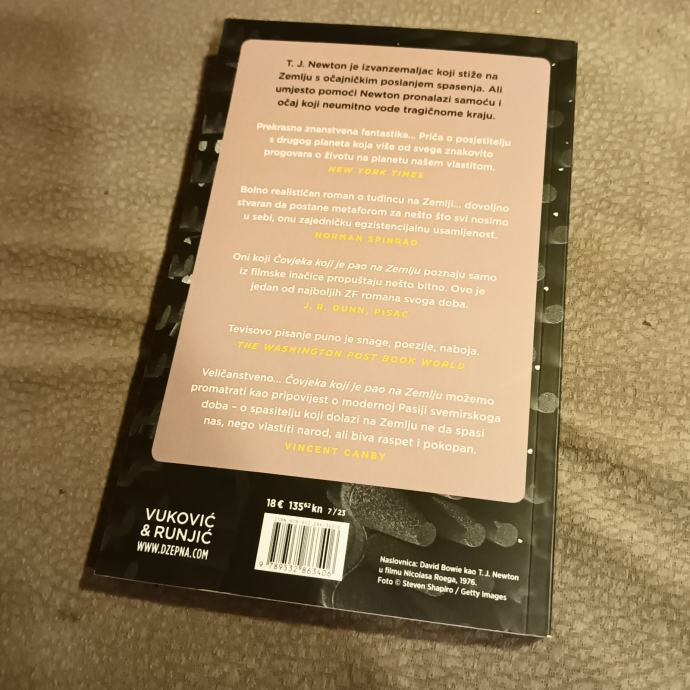 T. J. Newton je izvanzemaljac koji stiže na
Zemlju s očajničkim poslanjem spasenja. Ali
umjesto pomoći Newton pronalazi samoću i
očaj koji neumitno vode tragičnome kraju.
Prekrasna znanstvena fantastika... Priča o posjetitelju
s drugog planeta koja više od svega znakovito
progovara o životu na planetu našem vlastitom.
NEW YORK TIMES
Bolno realističan roman o tuđincu na Zemlji... dovoljno
stvaran da postane metaforom za nešto što svi nosimo
u sebi, onu zajedničku egzistencijalnu usamljenost.
NORMAN SPINRAD
Oni koji Čovjeka koji je pao na Zemlju poznaju samo
iz filmske inačice propuštaju nešto bitno. Ovo je
jedan od najboljih ZF romana svoga doba.
J. R. DUNN, PISAC
Tevisovo pisanje puno je snage, poezije, naboja.
THE WASHINGTON POST BOOK WORLD
Veličanstveno... Čovjeka koji je pao na Zemlju možemo
promatrati kao pripovijest o modernoj Pasiji svemirskoga
doba – o spasitelju koji dolazi na Zemlju ne da spasi
nas, nego vlastiti narod, ali biva raspet i pokopan.
VINCENT CANBY
18 € 135⁶² kn 7/23
VUKOVIĆ
& RUNJIĆ
WWW.DZEPNA.COM
9 789532 863406
Naslovnica: David Bowie kao T. J. Newton
u filmu Nicolasa Roega, 1976.
Foto © Steven Shapiro / Getty Images